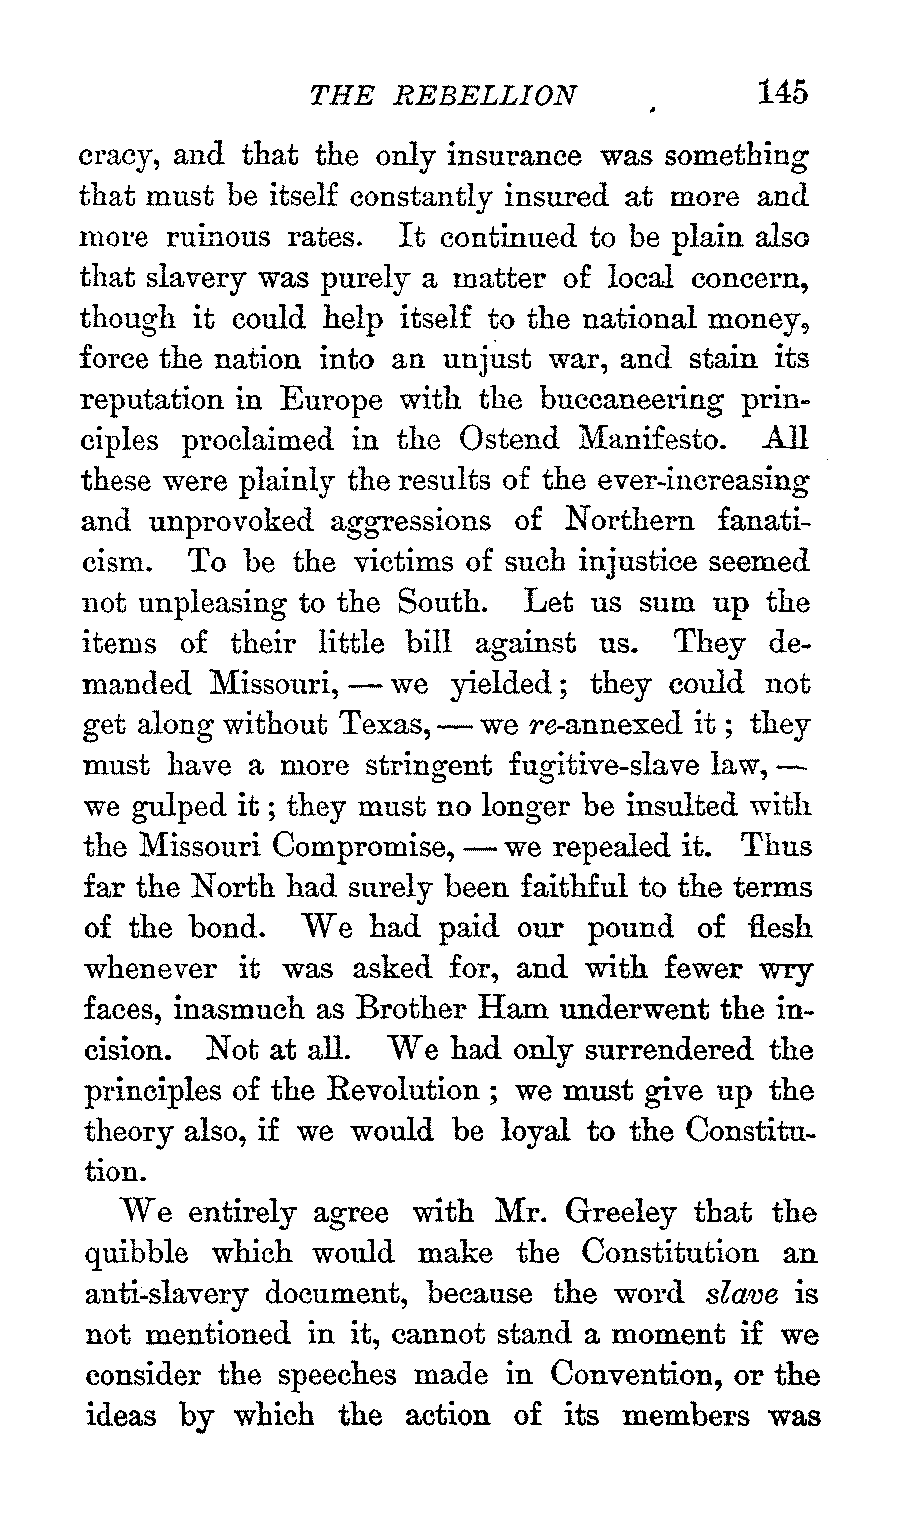 THE REBELLION 145
cracy, and that the only insurance was something
that must be itself constantly insured at more and
more ruinous rates. It continued to be plain also
that slavery was purely a matter of local concern,
though it could help itself to the national money,
force the nation into an unjust war, and stain its
reputation in Europe with the buccaneering prin-
ciples proclaimed in the Ostend Manifesto. All
these were plainly the results of the ever-increasing
and unprovoked aggressions of Northern fanati-
cism. To be the victims of such injustice seemed
not unpleasing to the South. Let us sum up the
items of their little bill against us. They de-
manded Missouri, — we yielded; they could not
get along without Texas, — we re-annexed it; they
must have a more stringent fugitive-slave law, —
we gulped it; they must no longer be insulted with
the Missouri Compromise, — we repealed it. Thus
far the North had surely been faithful to the terms
of the bond. We had paid our pound of flesh
whenever it was asked for, and with fewer wry
faces, inasmuch as Brother Ham underwent the in-
cision. Not at all. We had only surrendered the
principles of the Revolution; we must give up the
theory also, if we would be loyal to the Constitu-
tion.
We entirely agree with Mr. Greeley that the
quibble which would make the Constitution an
anti-slavery document, because the word slave is
not mentioned in it, cannot stand a moment if we
consider the speeches made in Convention, or the
ideas by which the action of its members was